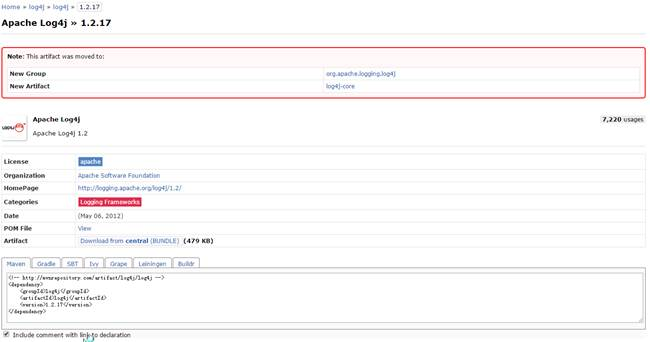 Home » log4j » log4j » 1.2.17
Apache Log4j » 1.2.17
Note: This artifact was moved to:
New Group org.apache.logging.log4j
New Artifact log4j-core
Apache Log4j 7,220 usages
Apache Log4j 1.2
License apache
Organization Apache Software Foundation
HomePage http://logging.apache.org/log4j/1.2/
Categories Logging Frameworks
Date (May 06, 2012)
POM File View
Artifact Download from central (BUNDLE) (479 KB)
Maven Gradle SBT Ivy Grape Leiningen Buildr
<!-- http://mvnrepository.com/artifact/log4j/log4j -->
<dependency>
<groupId>log4j</groupId>
<artifactId>log4j</artifactId>
<version>1.2.17</version>
</dependency>
Include comment with link to declaration